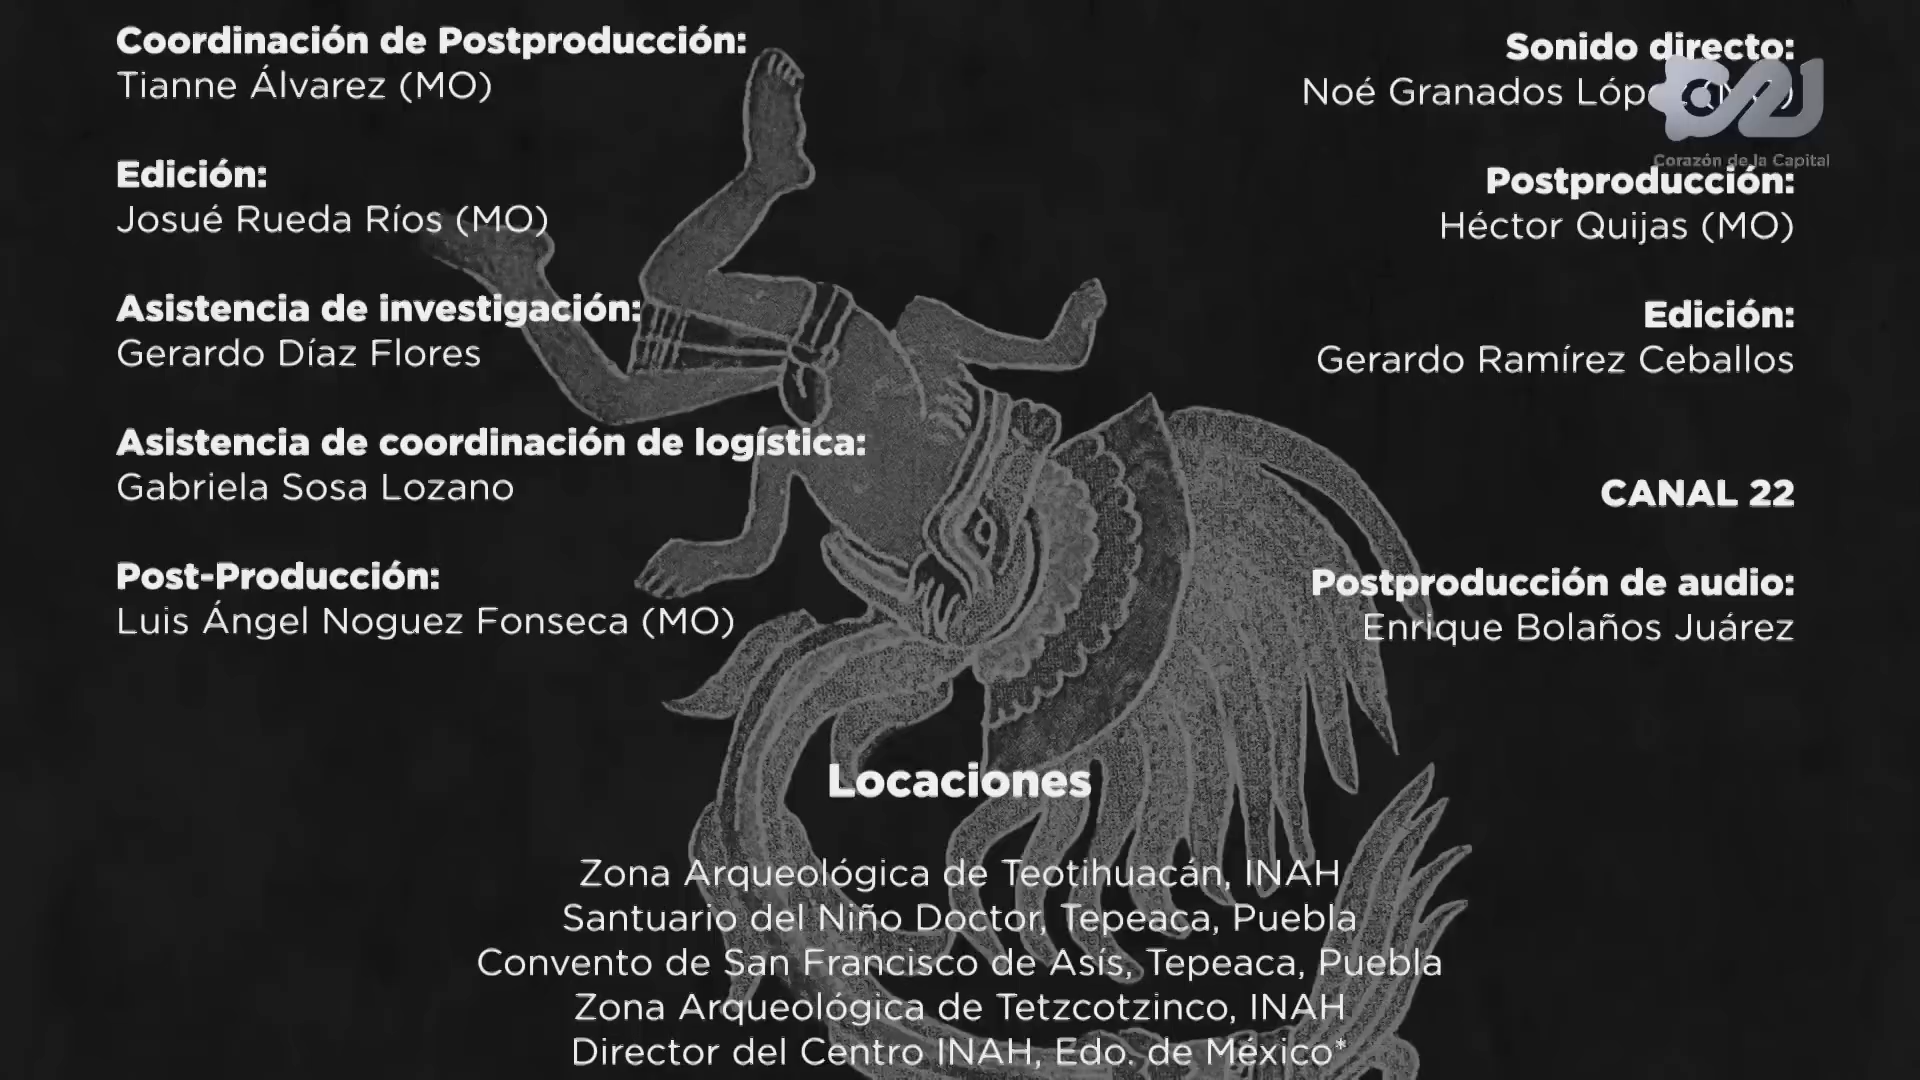 Coordinación de Postproducción:
Tianne Álvarez (MO)
Edición:
Josué Rueda Ríos (MO)
Asistencia de investigación:
Gerardo Díaz Flores
Asistencia de coordinación de logística:
Gabriela Sosa Lozano
Post-Producción:
Luis Ángel Noguez Fonseca (MO)
Sonido directo:
Noé Granados
21
Corazón de la Capital
Postproducción:
Héctor Quijas (MO)
Edición:
Gerardo Ramírez Ceballos
CANAL 22
Postproducción de audio:
Enrique Bolaños Juárez
Locaciones
Zona Arqueológica de Teotihuacán, INAH
Santuario del Niño Doctor, Tepeaca, Puebla
Convento de San Francisco de Asís, Tepeaca, Puebla
Zona Arqueológica de Tetzcotzinco, INAH
Director del Centro INAH, Edo. de México*